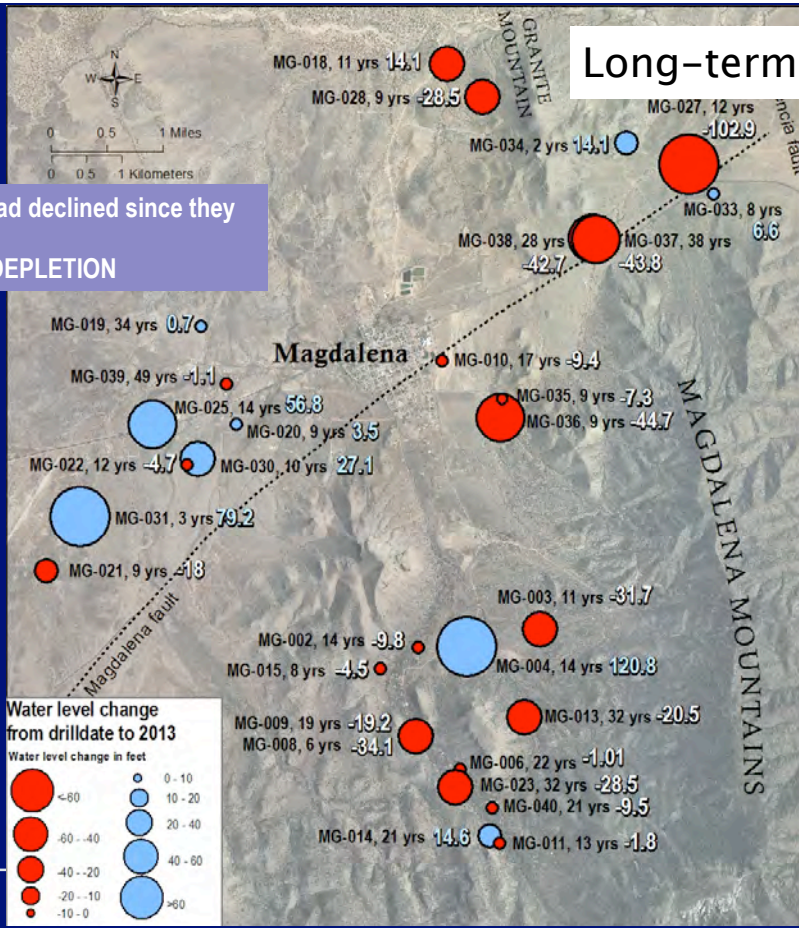 Long-term
N
W E
S
GRANITE
MOUNTAIN
0 0.5 1 Miles
0 0.5 1 Kilometers
MG-018, 11 yrs 14.1
MG-028, 9 yrs -28.5
MG-027, 12 yrs
-102.9
MG-034, 2 yrs 14.1
encia fault
MG-033, 8 yrs
6.6
ad declined since they
DEPLETION
MG-038, 28 yrs
-42.7
MG-037, 38 yrs
-43.8
MG-019, 34 yrs 0.7
Magdalena
MG-010, 17 yrs -9.4
MG-039, 49 yrs -1.1
MG-035, 9 yrs -7.3
MG-025, 14 yrs 56.8
MG-036, 9 yrs -44.7
MG-020, 9 yrs 3.5
MG-022, 12 yrs -4.7
MG-030, 10 yrs 27.1
MG-031, 3 yrs 79.2
MG-021, 9 yrs -18
Magdalena fault
MAGDALENA MOUNTAINS
MG-003, 11 yrs -31.7
MG-002, 14 yrs -9.8
MG-015, 8 yrs -4.5
MG-004, 14 yrs 120.8
MG-009, 19 yrs -19.2
MG-008, 6 yrs -34.1
MG-013, 32 yrs -20.5
MG-006, 22 yrs -1.01
MG-023, 32 yrs -28.5
MG-040, 21 yrs -9.5
MG-014, 21 yrs 14.6
MG-011, 13 yrs -1.8
Water level change
from drilldate to 2013
Water level change in feet
<-60
-60 - -40
-40 - -20
-20 - -10
-10 - 0
0 - 10
10 - 20
20 - 40
40 - 60
>60